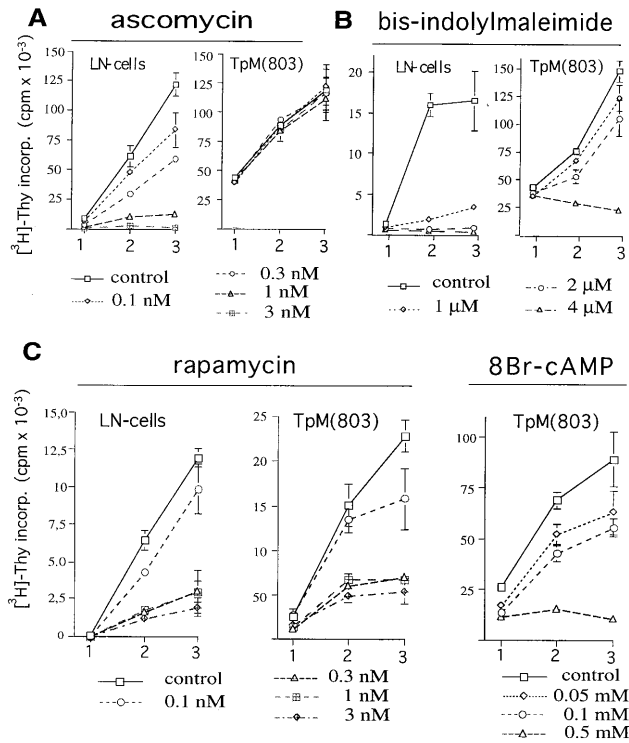 A
ascomycin
B
bis-indolylmaleimide
[³H]-Thy incorp. (cpm x 10⁻³)
150
125
100
75
50
25
LN-cells
1 2 3
150
125
100
75
50
25
TpM(803)
1 2 3
20
15
10
5
LN-cells
1 2 3
150
125
100
75
50
25
TpM(803)
1 2 3
control
0.1 nM
0.3 nM
1 nM
3 nM
control
1 µM
2 µM
4 µM
C
rapamycin
8Br-cAMP
[³H]-Thy incorp. (cpm x 10⁻³)
15,0
12,5
10
7,5
5.0
2.5
0
LN-cells
1 2 3
25
20
15
10
50
TpM(803)
1 2 3
100
75
50
25
TpM(803)
1 2 3
control
0.1 nM
0.3 nM
1 nM
3 nM
control
0.05 mM
0.1 mM
0.5 mM